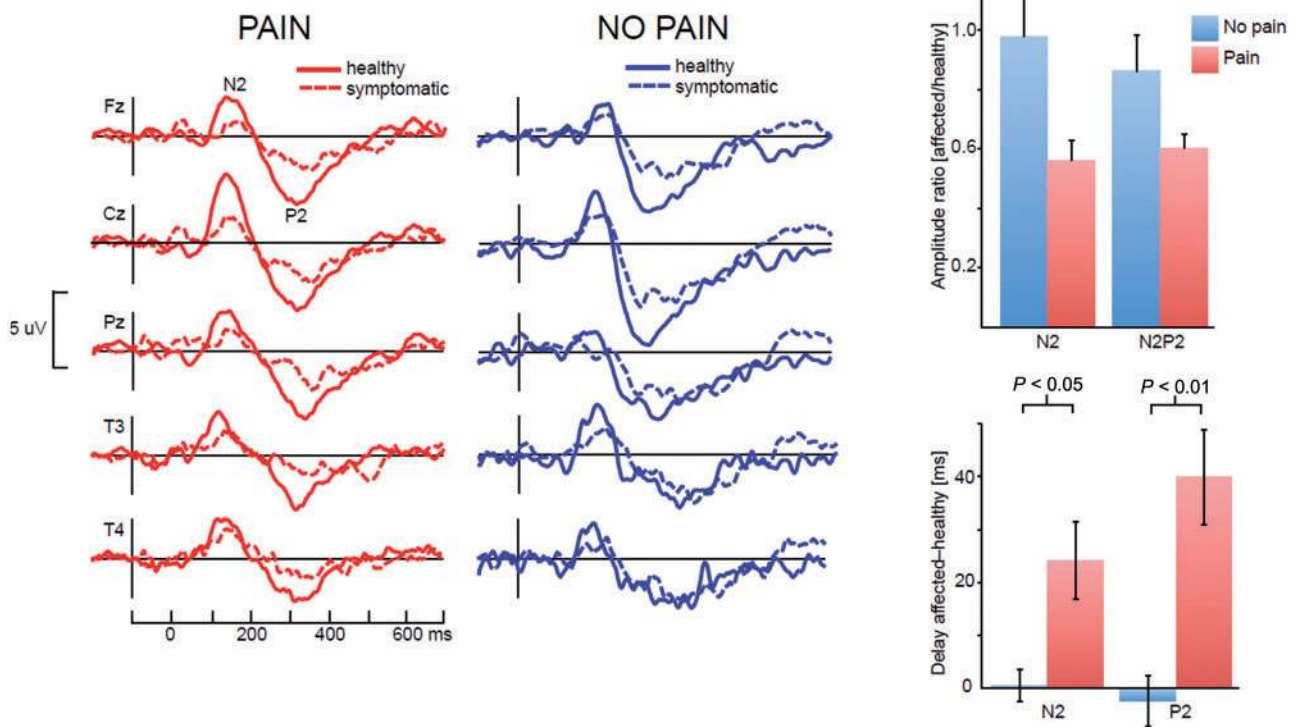 PAIN
NO PAIN
healthy
symptomatic
healthy
symptomatic
N2
P2
Fz
Cz
Pz
T3
T4
5 uV
0 200 400 600 ms
Amplitude ratio [affected/healthy]
1.0
0.6
0.2
No pain
Pain
N2 N2P2
P < 0.05 P < 0.01
Delay affected–healthy [ms]
40
20
0
N2 P2